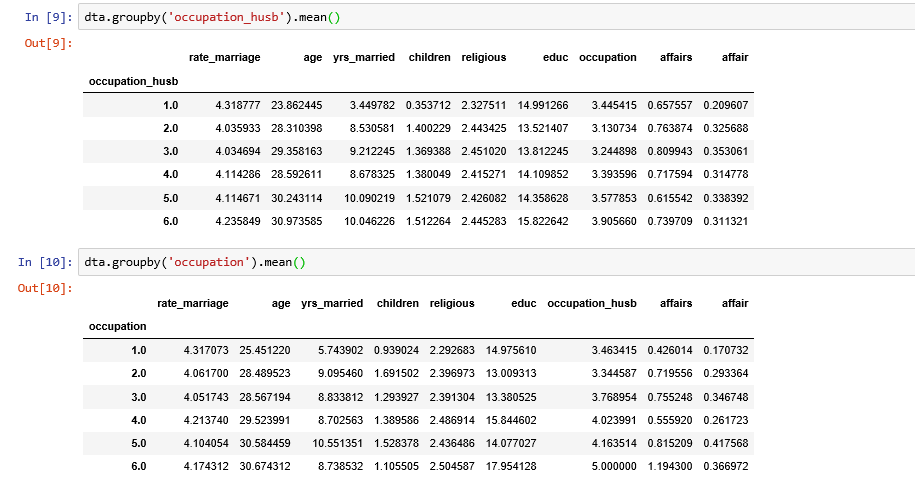 In [9]: dta.groupby('occupation_husb').mean()
Out[9]:
rate_marriage age yrs_married children religious educ occupation affairs affair
occupation_husb
1.0 4.318777 23.862445 3.449782 0.353712 2.327511 14.991266 3.445415 0.657557 0.209607
2.0 4.035933 28.310398 8.530581 1.400229 2.443425 13.521407 3.130734 0.763874 0.325688
3.0 4.034694 29.358163 9.212245 1.369388 2.451020 13.812245 3.244898 0.809943 0.353061
4.0 4.114286 28.592611 8.678325 1.380049 2.415271 14.109852 3.393596 0.717594 0.314778
5.0 4.114671 30.243114 10.090219 1.521079 2.426082 14.358628 3.577853 0.615542 0.338392
6.0 4.235849 30.973585 10.046226 1.512264 2.445283 15.822642 3.905660 0.739709 0.311321
In [10]: dta.groupby('occupation').mean()
Out[10]:
rate_marriage age yrs_married children religious educ occupation_husb affairs affair
occupation
1.0 4.317073 25.451220 5.743902 0.939024 2.292683 14.975610 3.463415 0.426014 0.170732
2.0 4.061700 28.489523 9.095460 1.691502 2.396973 13.009313 3.344587 0.719556 0.293364
3.0 4.051743 28.567194 8.833812 1.293927 2.391304 13.380525 3.768954 0.755248 0.346748
4.0 4.213740 29.523991 8.702563 1.389586 2.486914 15.844602 4.023991 0.555920 0.261723
5.0 4.104054 30.584459 10.551351 1.528378 2.436486 14.077027 4.163514 0.815209 0.417568
6.0 4.174312 30.674312 8.738532 1.105505 2.504587 17.954128 5.000000 1.194300 0.366972